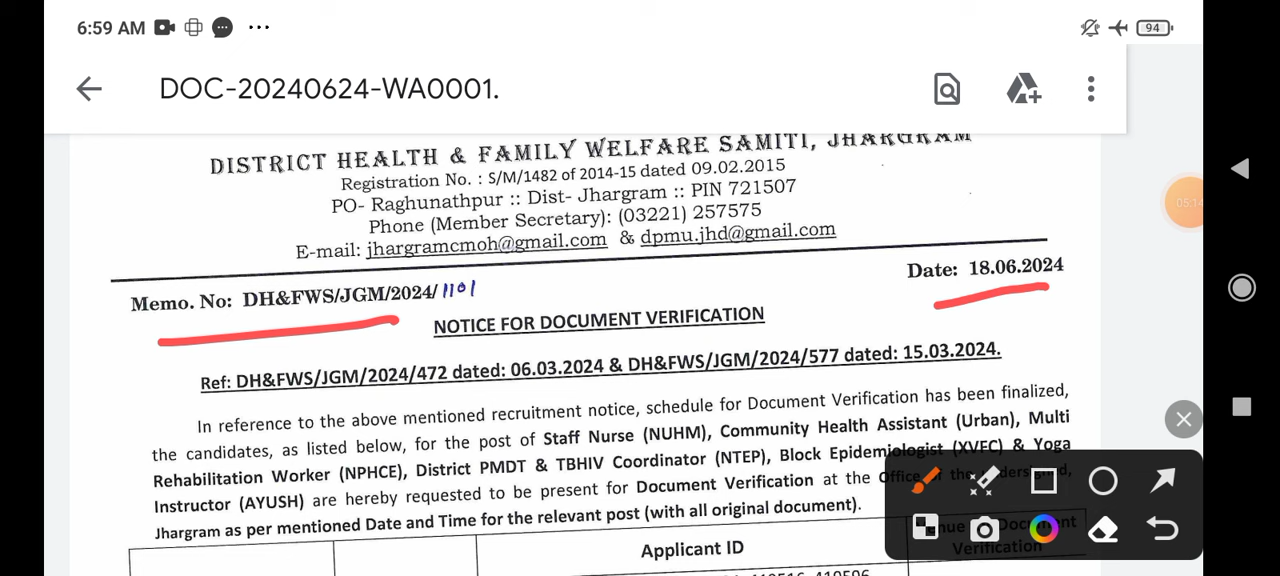 6:59 AM
94
DOC-20240624-WA0001.
DISTRICT HEALTH & FAMILY WELFARE SAMITI, JHARGRAM
Registration No. : S/M/1482 of 2014-15 dated 09.02.2015
PO- Raghunathpur :: Dist- Jhargram :: PIN 721507
Phone (Member Secretary): (03221) 257575
E-mail: jhargramcmoh@gmail.com & dpmu.jhd@gmail.com
Memo. No: DH&FWS/JGM/2024/ 1101
Date: 18.06.2024
05:14
NOTICE FOR DOCUMENT VERIFICATION
Ref: DH&FWS/JGM/2024/472 dated: 06.03.2024 & DH&FWS/JGM/2024/577 dated: 15.03.2024.
In reference to the above mentioned recruitment notice, schedule for Document Verification has been finalized,
the candidates, as listed below, for the post of Staff Nurse (NUHM), Community Health Assistant (Urban), Multi
Rehabilitation Worker (NPHCE), District PMDT & TBHIV Coordinator (NTEP), Block Epidemiologist (XVFC) & Yoga
Instructor (AYUSH) are hereby requested to be present for Document Verification at the Office of the
Jhargram as per mentioned Date and Time for the relevant post (with all original document).
Applicant ID
Document
Verification